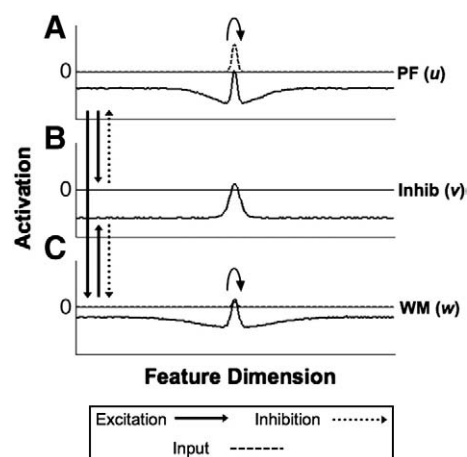 A
0
PF (u)
B
0
Inhib (v)
Activation
C
0
WM (w)
Feature Dimension
Excitation Inhibition
Input